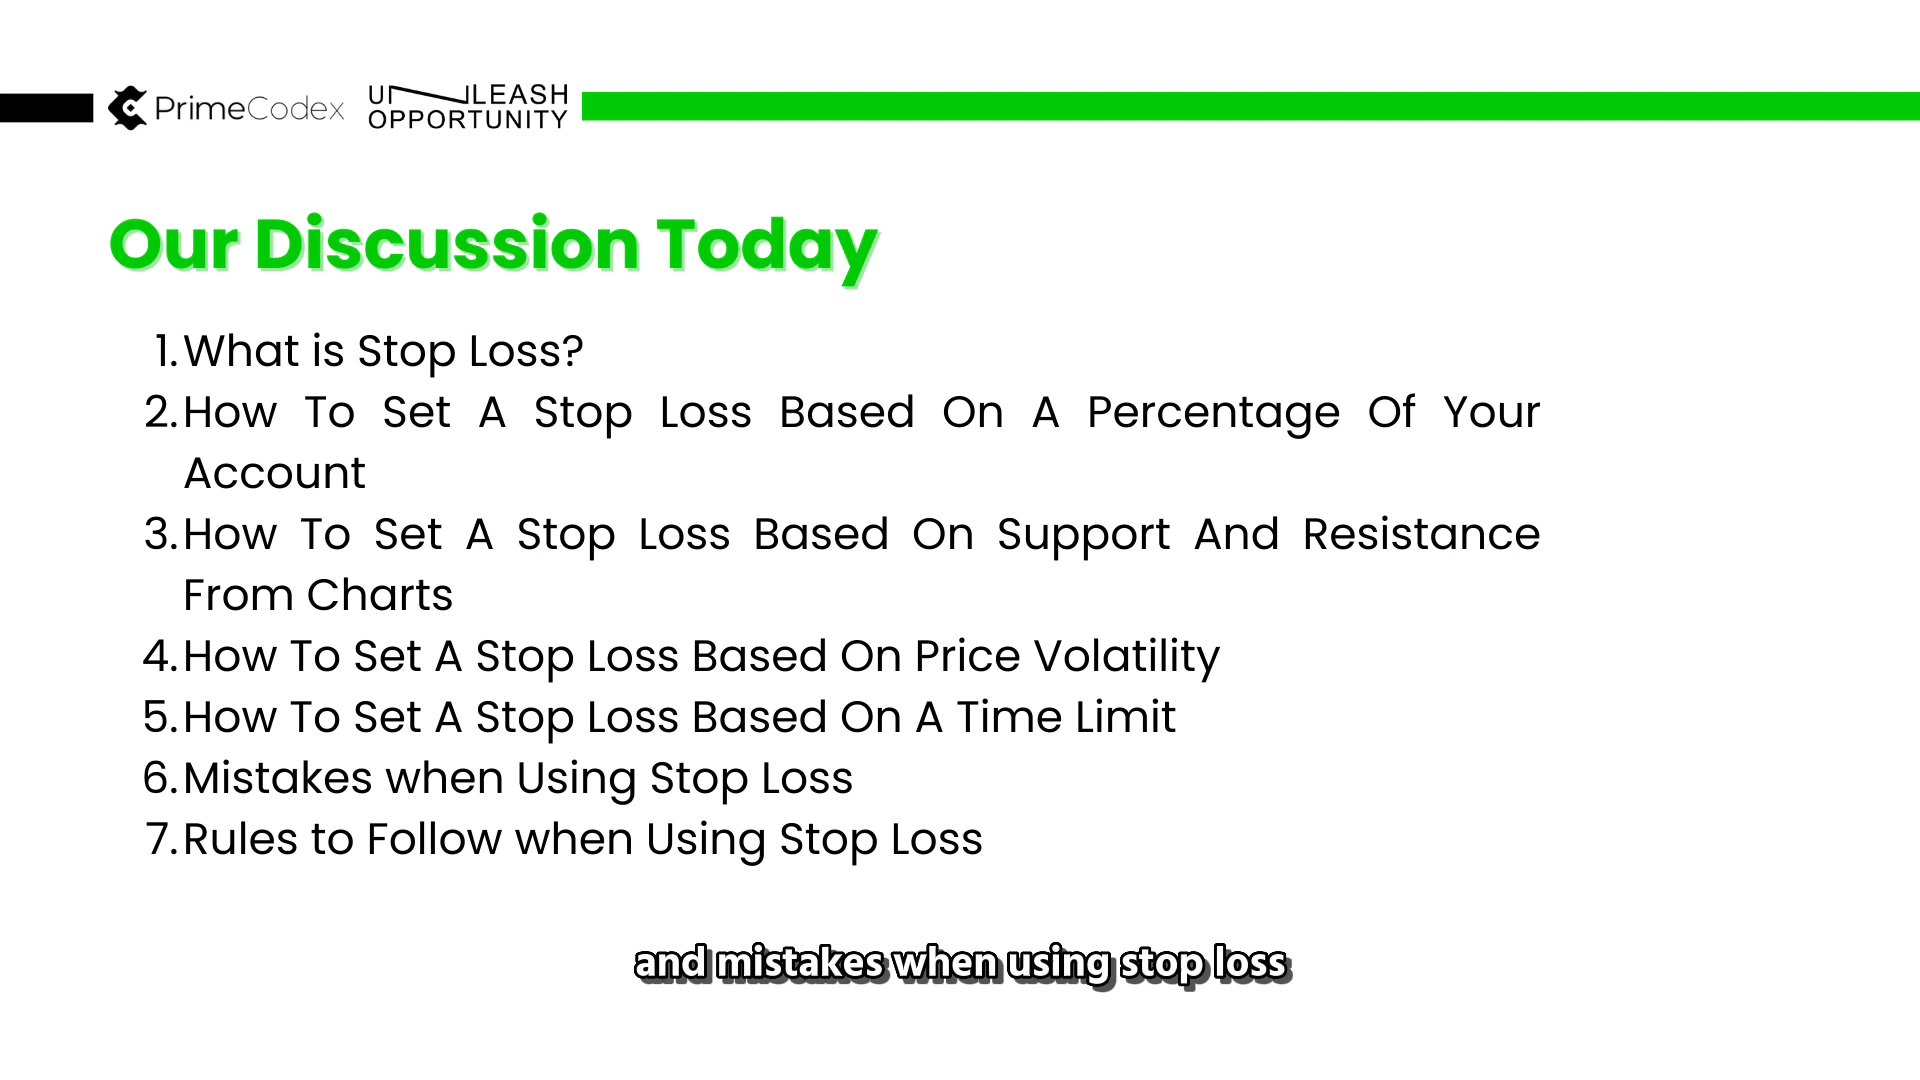 PrimeCodex
UNLEASH
OPPORTUNITY
Our Discussion Today
1. What is Stop Loss?
2. How To Set A Stop Loss Based On A Percentage Of Your
Account
3. How To Set A Stop Loss Based On Support And Resistance
From Charts
4. How To Set A Stop Loss Based On Price Volatility
5. How To Set A Stop Loss Based On A Time Limit
6. Mistakes when Using Stop Loss
7. Rules to Follow when Using Stop Loss
and mistakes when using stop loss